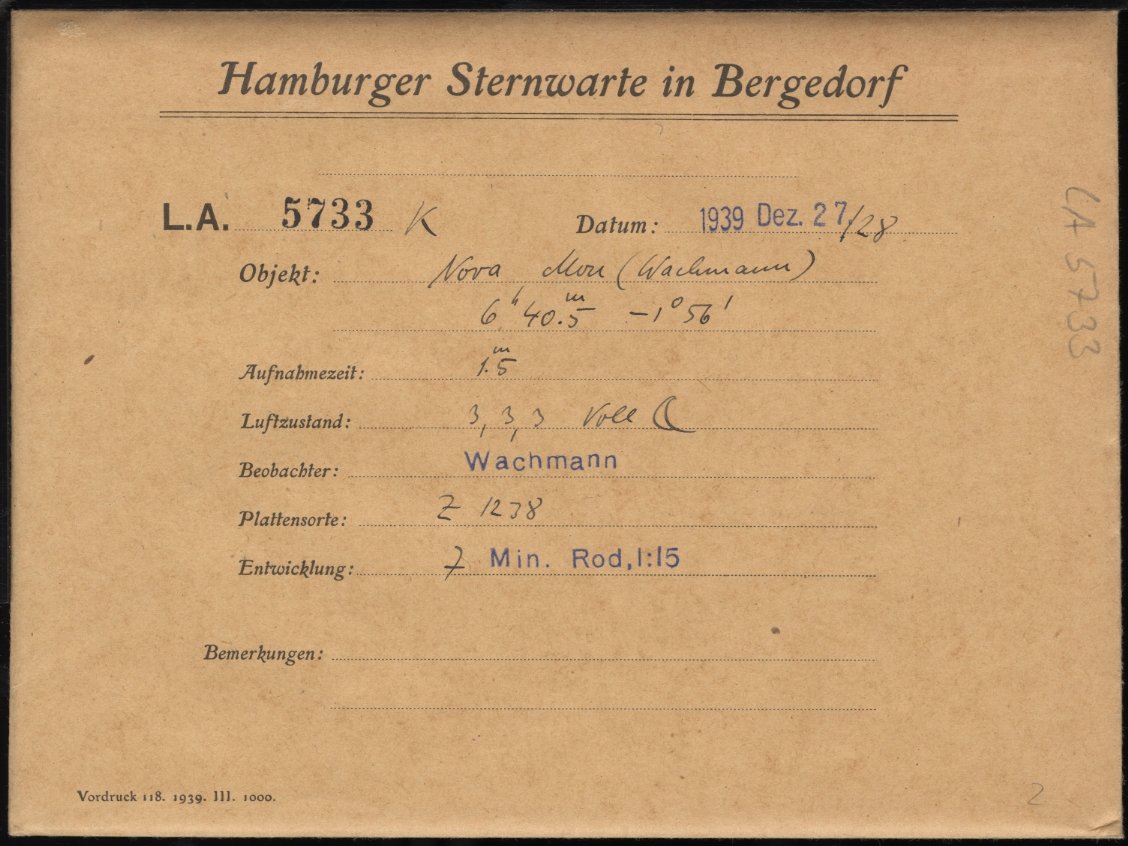 Hamburger Sternwarte in Bergedorf
L.A. 5733 K Datum: 1939 Dez. 27/28
Objekt: Nova Mon (Wachmann)
6ʰ 40.ᵐ5 −1° 56'
Aufnahmezeit: 1.ᵐ5
Luftzustand: 3, 3, 3 Voll ☾
Beobachter: Wachmann
Plattensorte: Z 1238
Entwicklung: 7 Min. Rod, 1:15
Bemerkungen:
Vordruck 118. 1939. III. 1000.
2
LA 5733